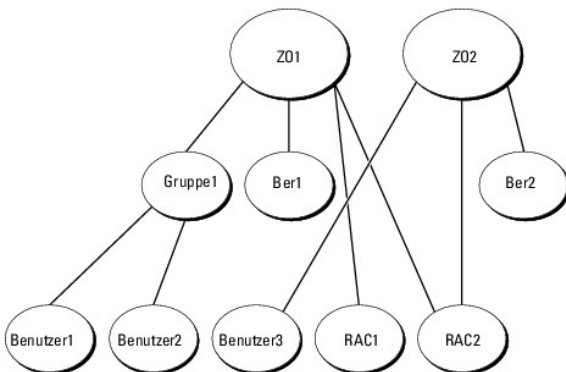 ZO1
ZO2
Gruppe1
Ber1
Ber2
Benutzer1
Benutzer2
Benutzer3
RAC1
RAC2